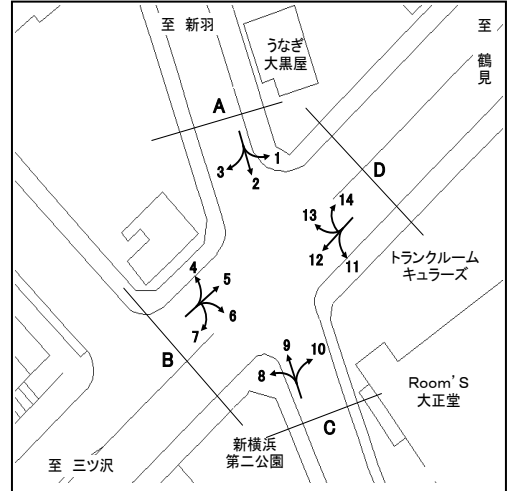 至 新羽
至
鶴
見
うなぎ
大黒屋
A
1
3
2
D
14
13
12
11
トランクルーム
キュラーズ
4
5
6
7
B
9
10
8
C
Room'S
大正堂
新横浜
第二公園
至 三ツ沢